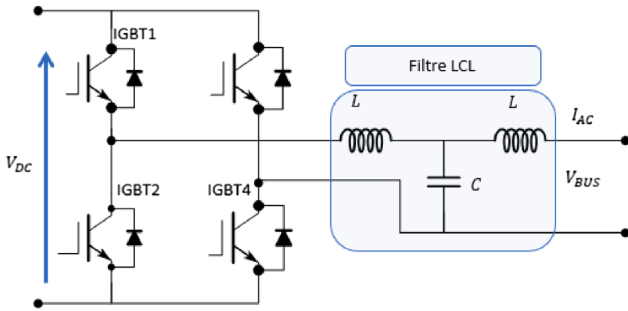 IGBT1
Filtre LCL
L L
I_AC
V_DC
V_BUS
IGBT2 IGBT4 C